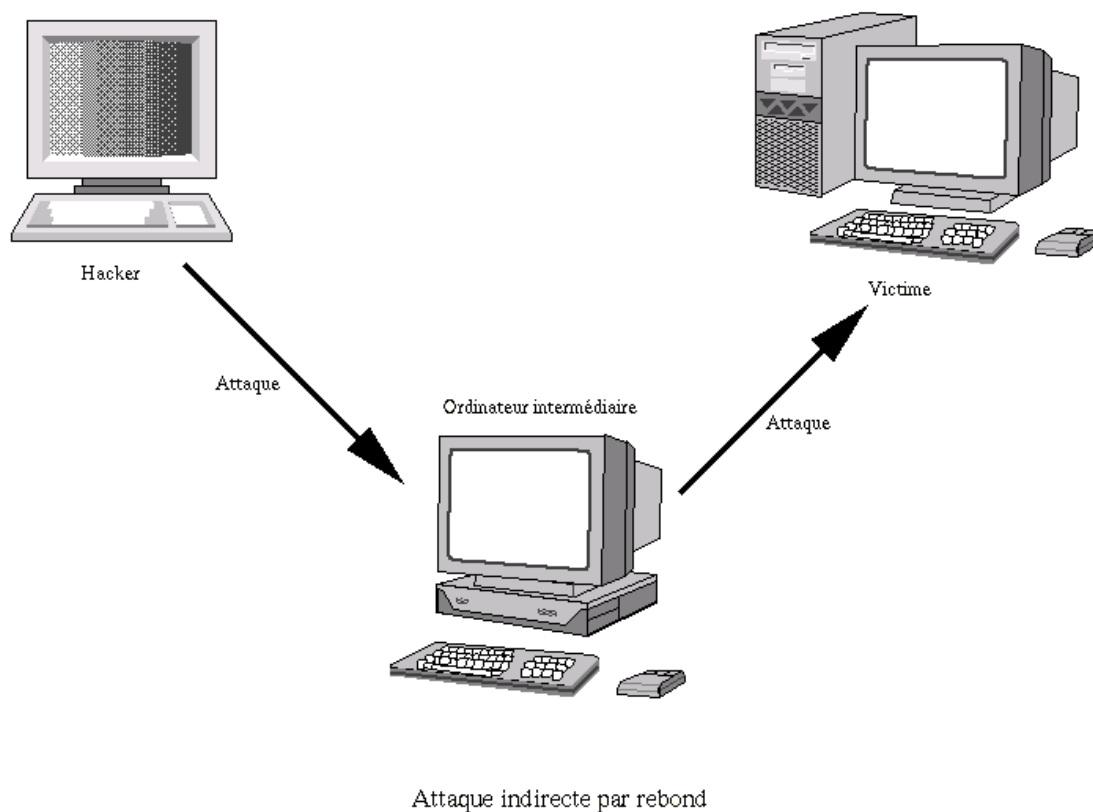 Hacker
Victime
Attaque
Ordinateur intermédiaire
Attaque
Attaque indirecte par rebond